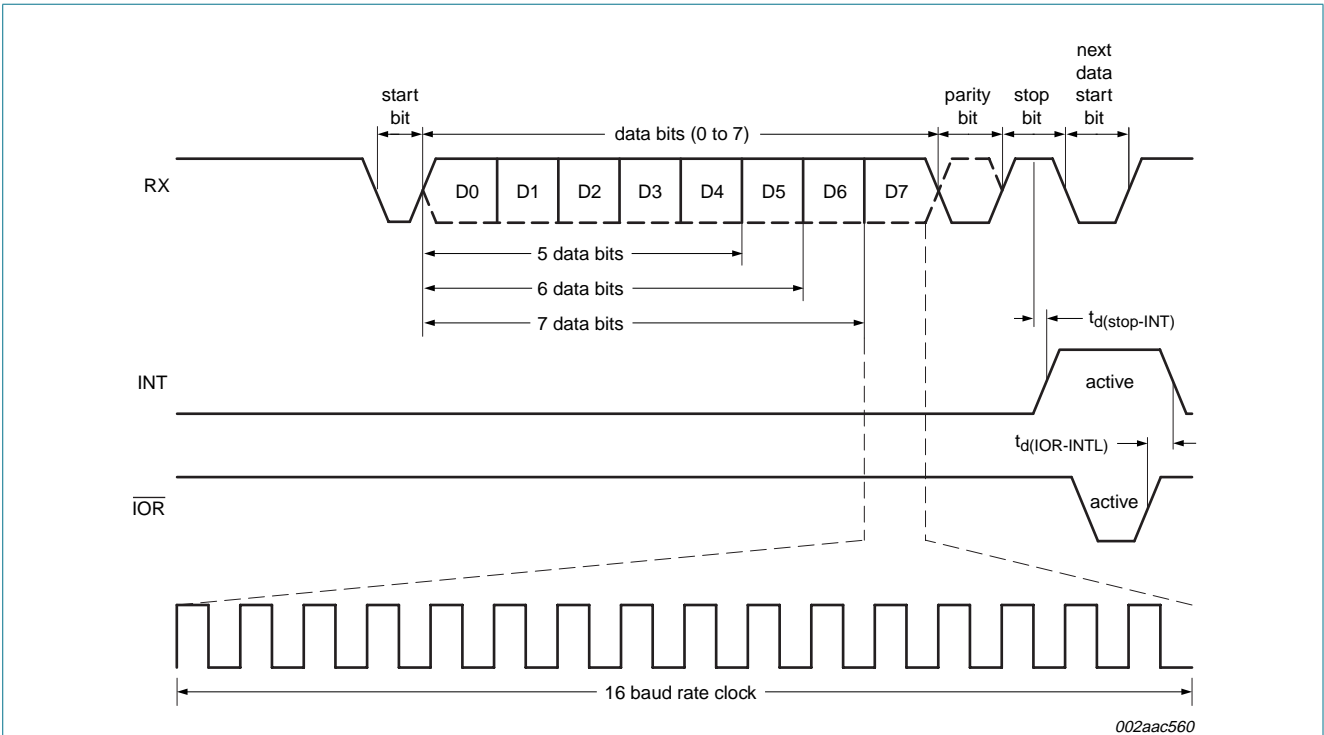 start
bit
data bits (0 to 7)
parity
bit
stop
bit
next
data
start
bit
RX
D0 D1 D2 D3 D4 D5 D6 D7
5 data bits
6 data bits
7 data bits
td(stop-INT)
INT
active
td(IOR-INTL)
IOR
active
16 baud rate clock
002aac560